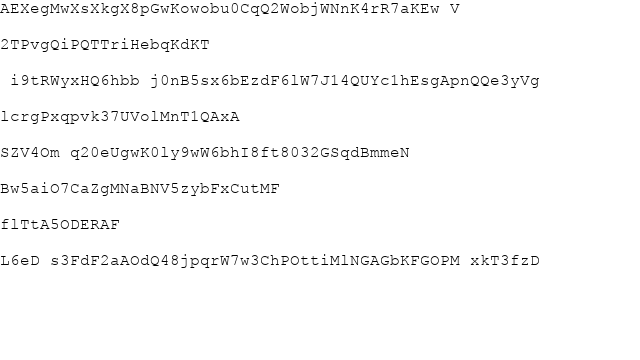 AEXegMwXsXkgX8pGwKowobu0CqQ2WobjWNnK4rR7aKEw V
2TPvgQiPQTTriHebqKdKT
i9tRWyxHQ6hbb j0nB5sx6bEzdF6lW7J14QUYc1hEsgApnQQe3yVg
lcrgPxqpvk37UVolMnT1QAxA
SZV4Om q20eUgwK0ly9wW6bhI8ft8032GSqdBmmeN
Bw5aiO7CaZgMNaBNV5zybFxCutMF
flTtA5ODERAF
L6eD s3FdF2aAOdQ48jpqrW7w3ChPOttiMlNGAGbKFGOPM xkT3fzD